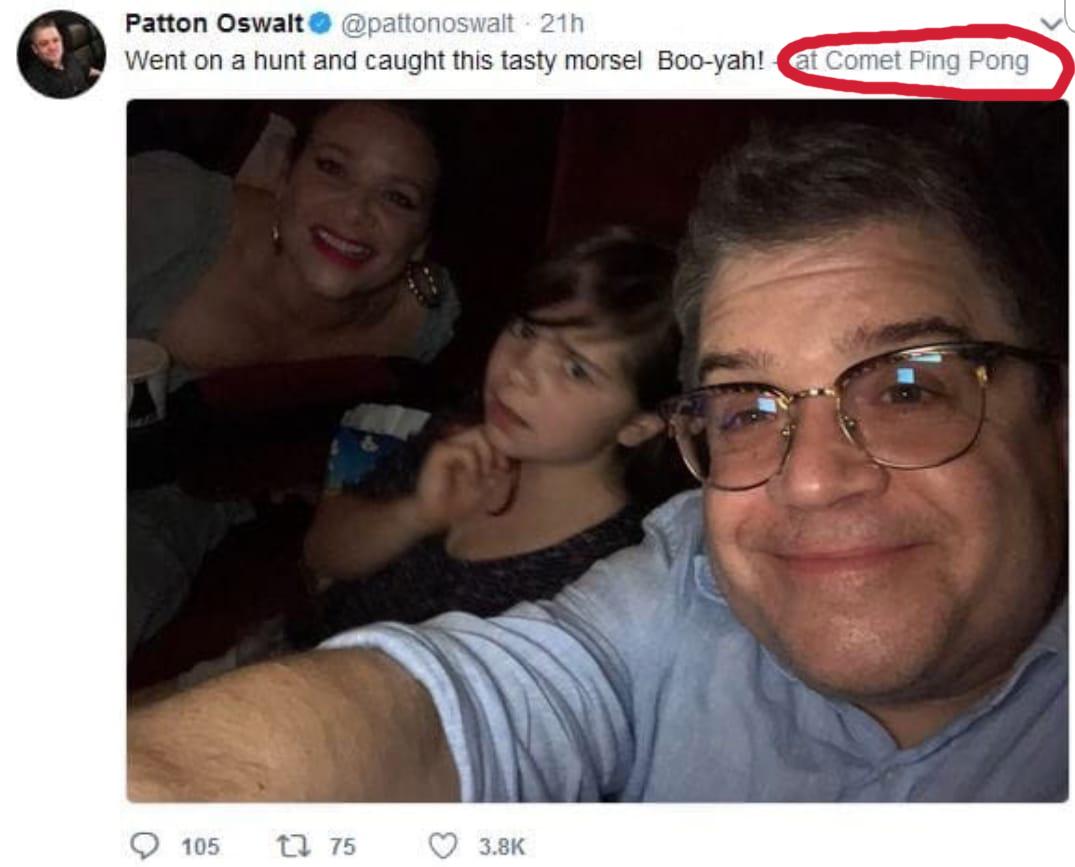 Patton Oswalt @pattonoswalt · 21h
Went on a hunt and caught this tasty morsel Boo-yah! - at Comet Ping Pong
105 75 3.8K